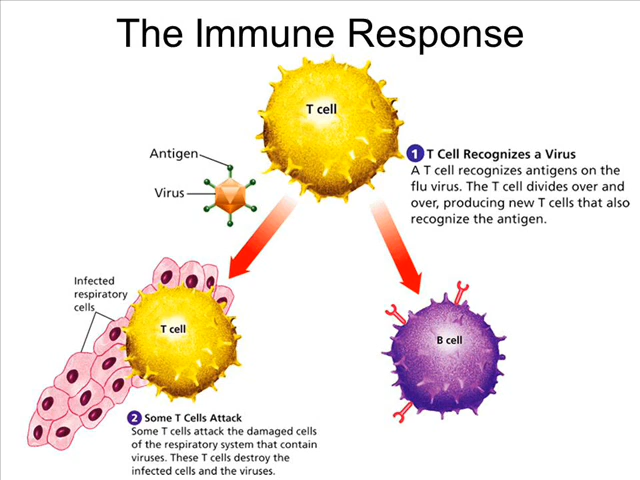 The Immune Response
T cell
Antigen
Virus
1 T Cell Recognizes a Virus
A T cell recognizes antigens on the
flu virus. The T cell divides over and
over, producing new T cells that also
recognize the antigen.
Infected
respiratory
cells
T cell
B cell
2 Some T Cells Attack
Some T cells attack the damaged cells
of the respiratory system that contain
viruses. These T cells destroy the
infected cells and the viruses.